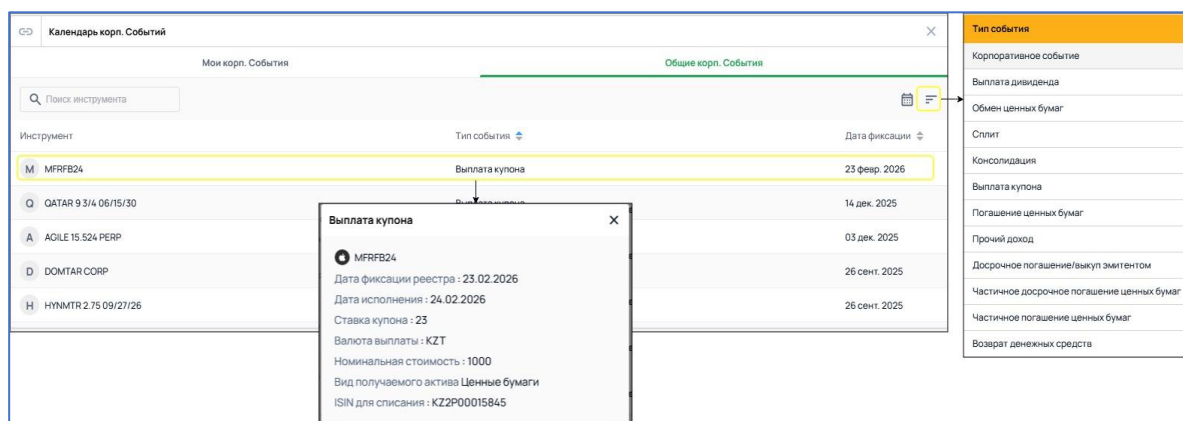 Календарь корп. Событий
Мои корп. События
Общие корп. События
Поиск инструмента
Инструмент
Тип события
Дата фиксации
M MFRFB24
Выплата купона
23 февр. 2026
Q QATAR 9 3/4 06/15/30
14 дек. 2025
A AGILE 15.524 PERP
03 дек. 2025
D DOMTAR CORP
26 сент. 2025
H HYNMTR 2.75 09/27/26
26 сент. 2025
Выплата купона
MFRFB24
Дата фиксации реестра : 23.02.2026
Дата исполнения : 24.02.2026
Ставка купона : 23
Валюта выплаты : KZT
Номинальная стоимость : 1000
Вид получаемого актива Ценные бумаги
ISIN для списания : KZ2P00015845
Тип события
Корпоративное событие
Выплата дивиденда
Обмен ценных бумаг
Сплит
Консолидация
Выплата купона
Погашение ценных бумаг
Прочий доход
Досрочное погашение/выкуп эмитентом
Частичное досрочное погашение ценных бумаг
Частичное погашение ценных бумаг
Возврат денежных средств